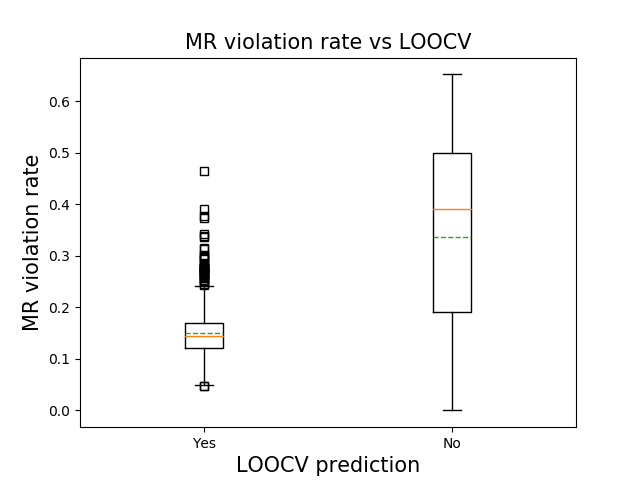 MR violation rate vs LOOCV
MR violation rate
0.6
0.5
0.4
0.3
0.2
0.1
0.0
Yes
No
LOOCV prediction